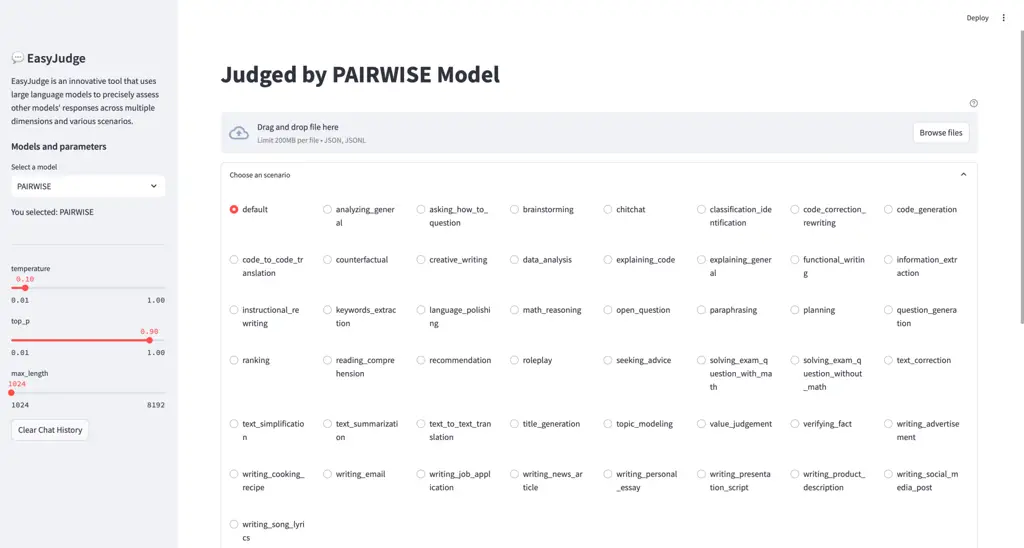 Deploy
💬 EasyJudge
EasyJudge is an innovative tool that uses
large language models to precisely assess
other models' responses across multiple
dimensions and various scenarios.
Models and parameters
Select a model
PAIRWISE
You selected: PAIRWISE
temperature
0.10
0.01 1.00
top_p
0.90
0.01 1.00
max_length
1024
1024 8192
Clear Chat History
Judged by PAIRWISE Model
Drag and drop file here
Limit 200MB per file • JSON, JSONL
Browse files
Choose an scenario
default analyzing_gener asking_how_to_ brainstorming chitchat classification_ide code_correction_ code_generation
al question ntification rewriting
code_to_code_tr counterfactual creative_writing data_analysis explaining_code explaining_gener functional_writin information_extr
anslation al g action
instructional_re keywords_extrac language_polishi math_reasoning open_question paraphrasing planning question_genera
writing tion ng tion
ranking reading_compre recommendation roleplay seeking_advice solving_exam_q solving_exam_q text_correction
hension uestion_with_ma uestion_without
th _math
text_simplificatio text_summarizati text_to_text_tran title_generation topic_modeling value_judgement verifying_fact writing_advertise
n on slation ment
writing_cooking_ writing_email writing_job_appl writing_news_ar writing_personal writing_presenta writing_product_ writing_social_m
recipe ication ticle _essay tion_script description edia_post
writing_song_lyri
cs